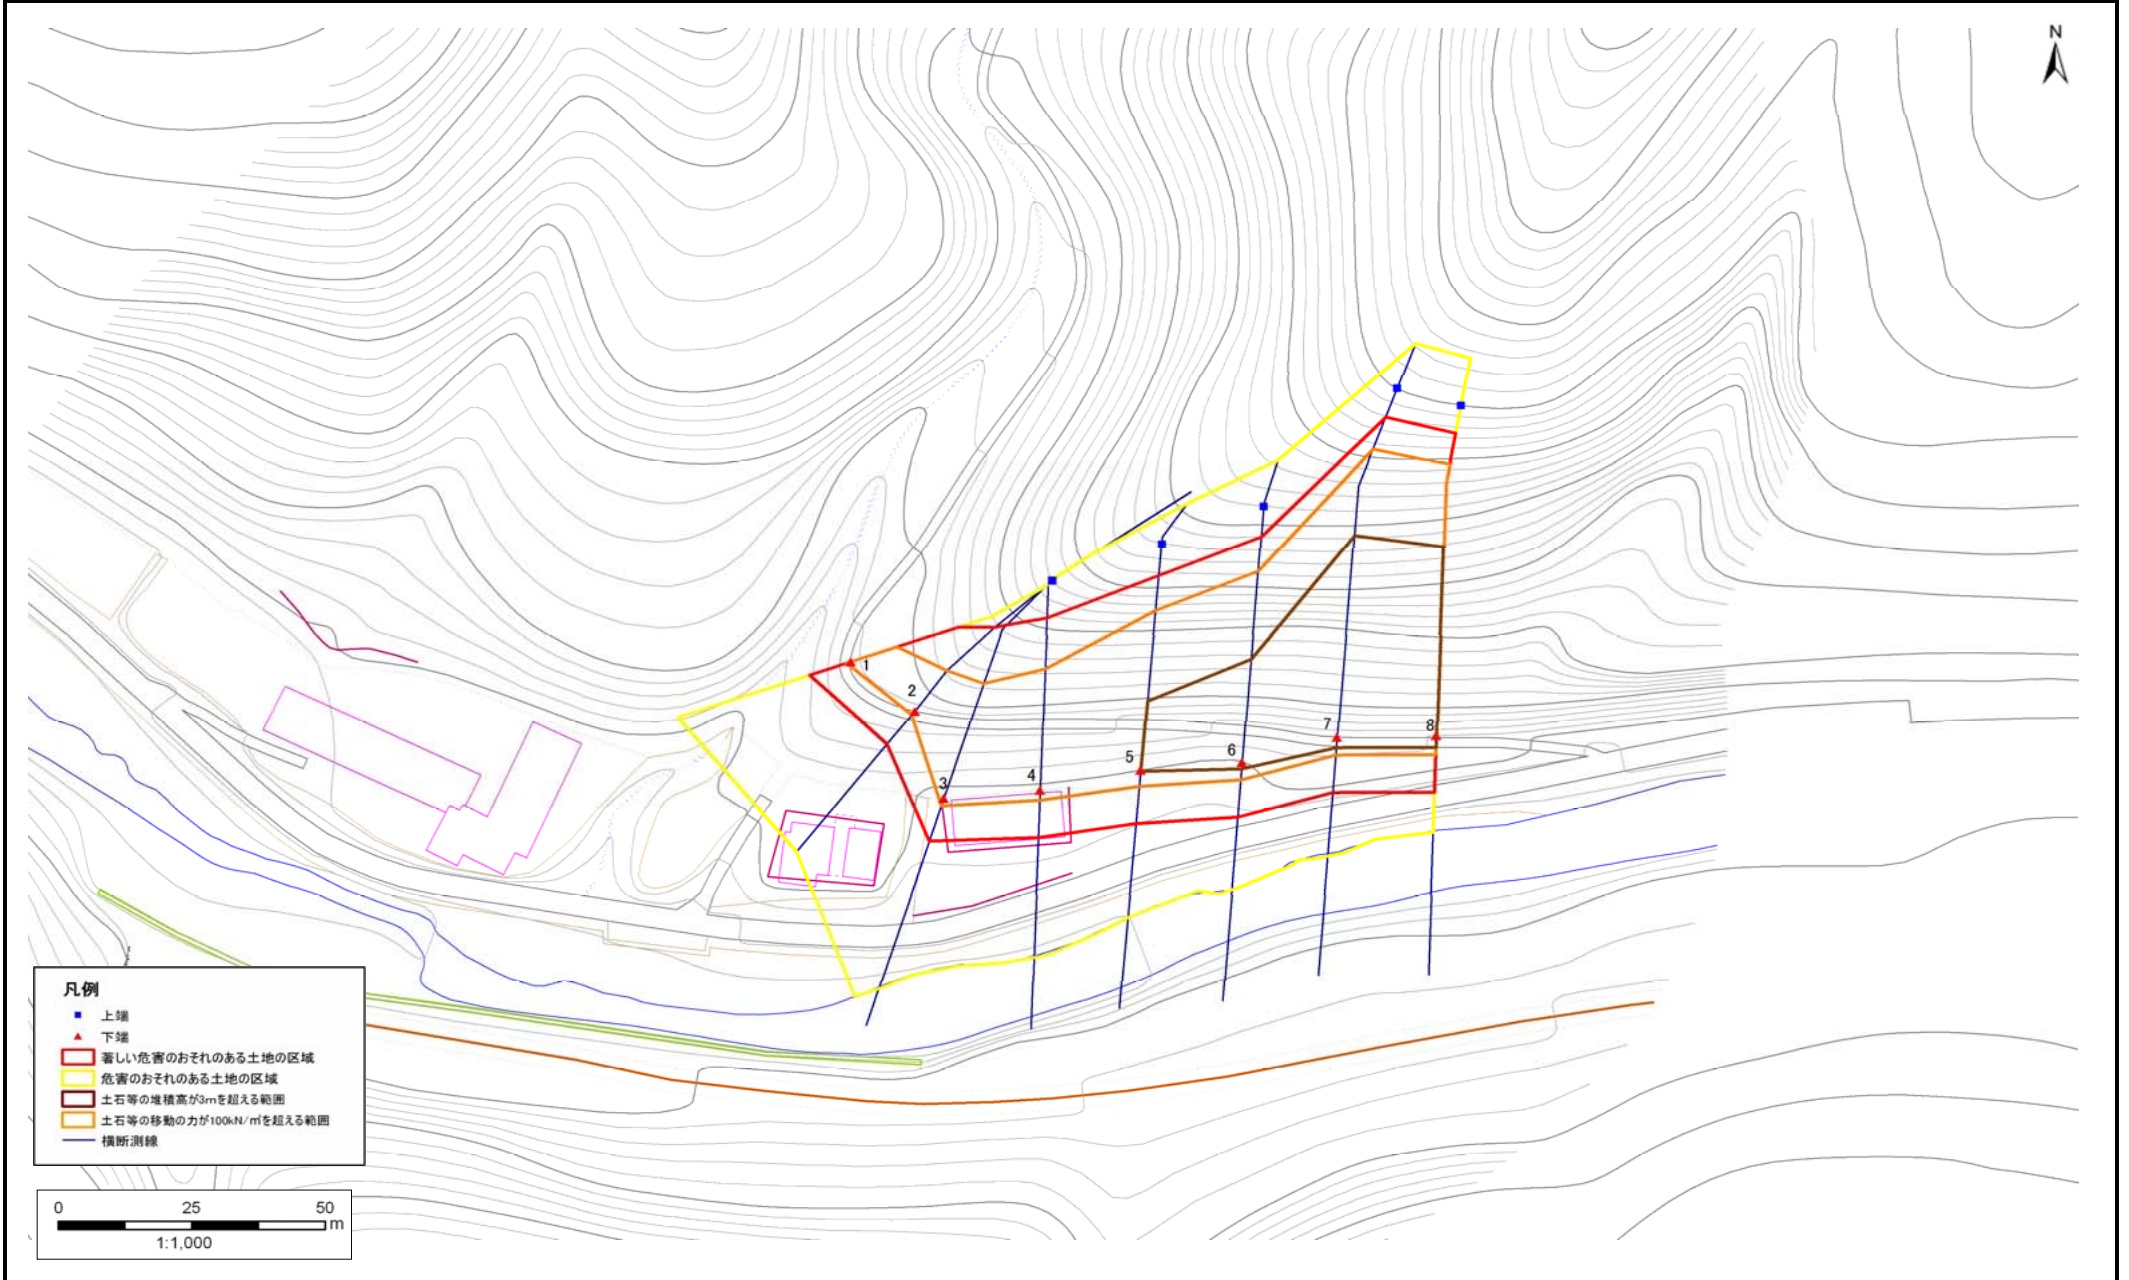 N
1
2
3
4
5
6
7
8
凡例
上端
下端
著しい危害のおそれのある土地の区域
危害のおそれのある土地の区域
土石等の堆積高が3mを超える範囲
土石等の移動の力が100kN/㎡を超える範囲
横断測線
0 25 50
m
1:1,000